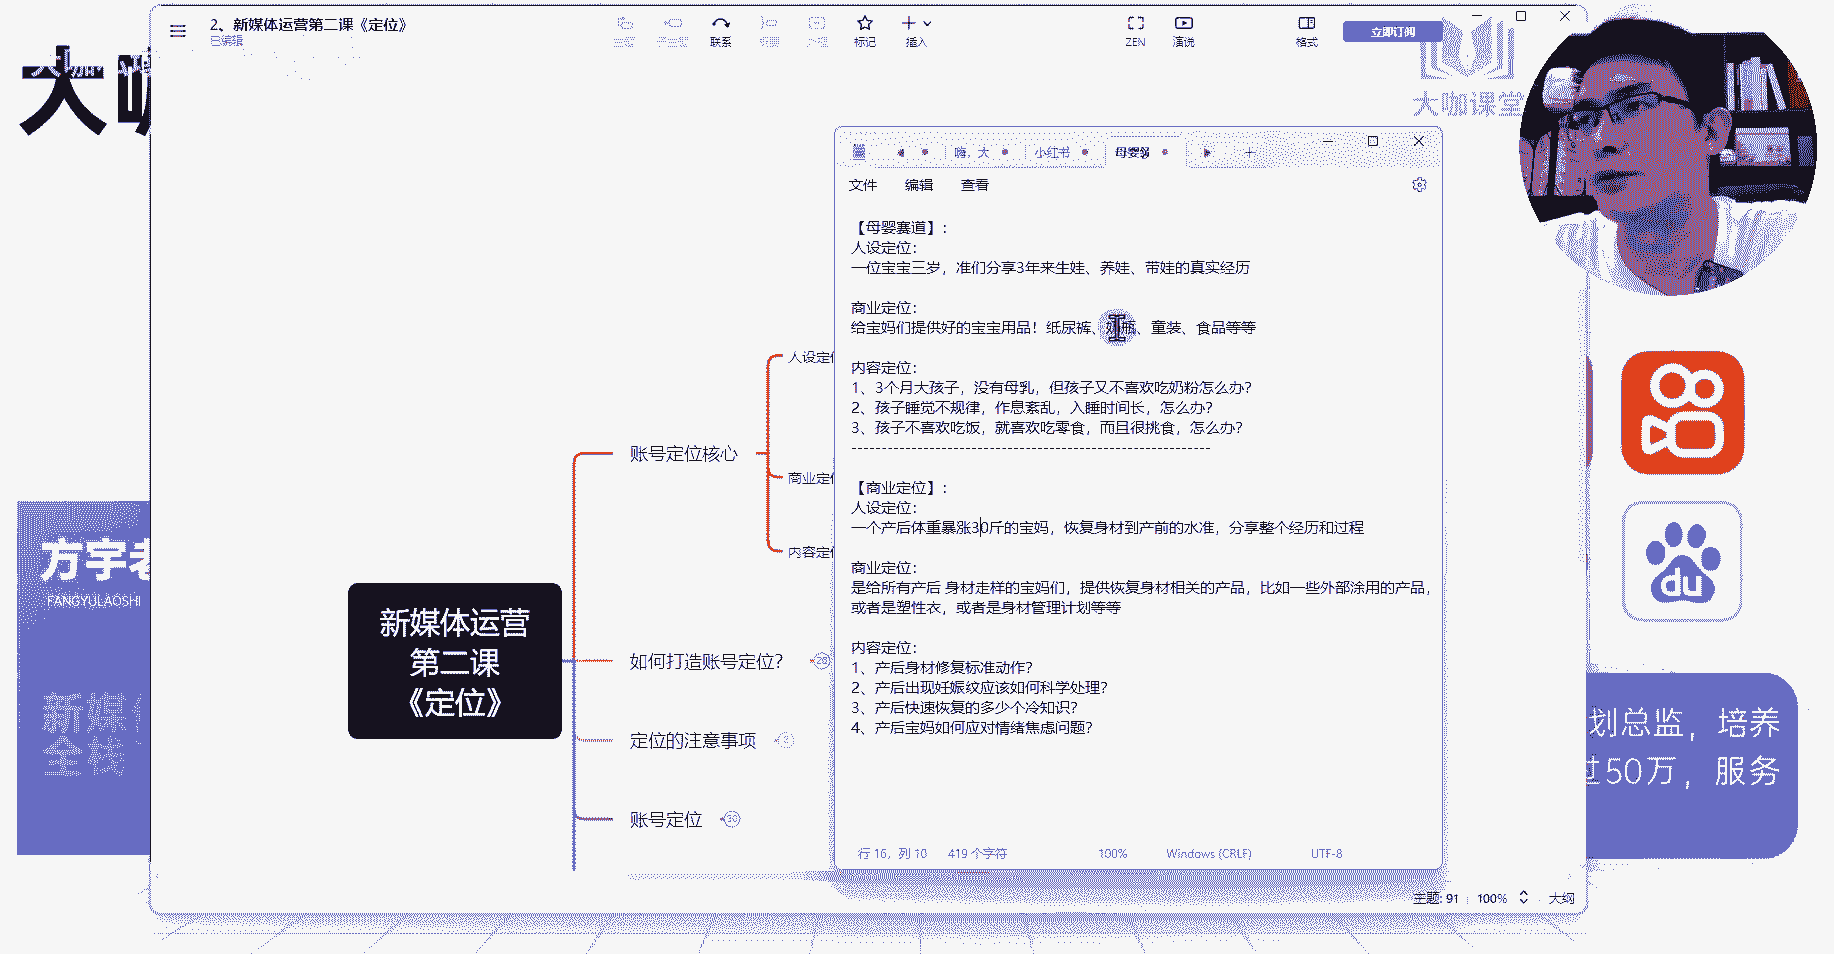 2、新媒体运营第二课《定位》
已编辑
联系
标记
插入
ZEN
演说
格式
立即订阅
大咖课堂
嗨，大
小红书
文件
编辑
查看
【母婴赛道】：
人设定位：
一位宝宝三岁，准们分享3年来生娃、养娃、带娃的真实经历
商业定位：
给宝妈们提供好的宝宝用品！纸尿裤、奶瓶、童装、食品等等
内容定位：
1、3个月大孩子，没有母乳，但孩子又不喜欢吃奶粉怎么办？
2、孩子睡觉不规律，作息紊乱，入睡时间长，怎么办？
3、孩子不喜欢吃饭，就喜欢吃零食，而且很挑食，怎么办？
------------------------------------------------------------
【商业定位】：
人设定位：
一个产后体重暴涨30斤的宝妈，恢复身材到产前的水准，分享整个经历和过程
商业定位：
是给所有产后 身材走样的宝妈们，提供恢复身材相关的产品，比如一些外部涂用的产品，
或者是塑性衣，或者是身材管理计划等等
内容定位：
1、产后身材修复标准动作？
2、产后出现妊娠纹应该如何科学处理？
3、产后快速恢复的多少个冷知识？
4、产后宝妈如何应对情绪焦虑问题？
行 16，列 10
419 个字符
100%
Windows (CRLF)
UTF-8
人设定位
商业定位
内容定位
账号定位核心
新媒体运营
第二课
《定位》
如何打造账号定位？
28
定位的注意事项
账号定位
30
主题: 91
100%
大纲
方宇老
FANGYULAOSHI
新媒体
全栈
du
划总监，培养
过50万，服务